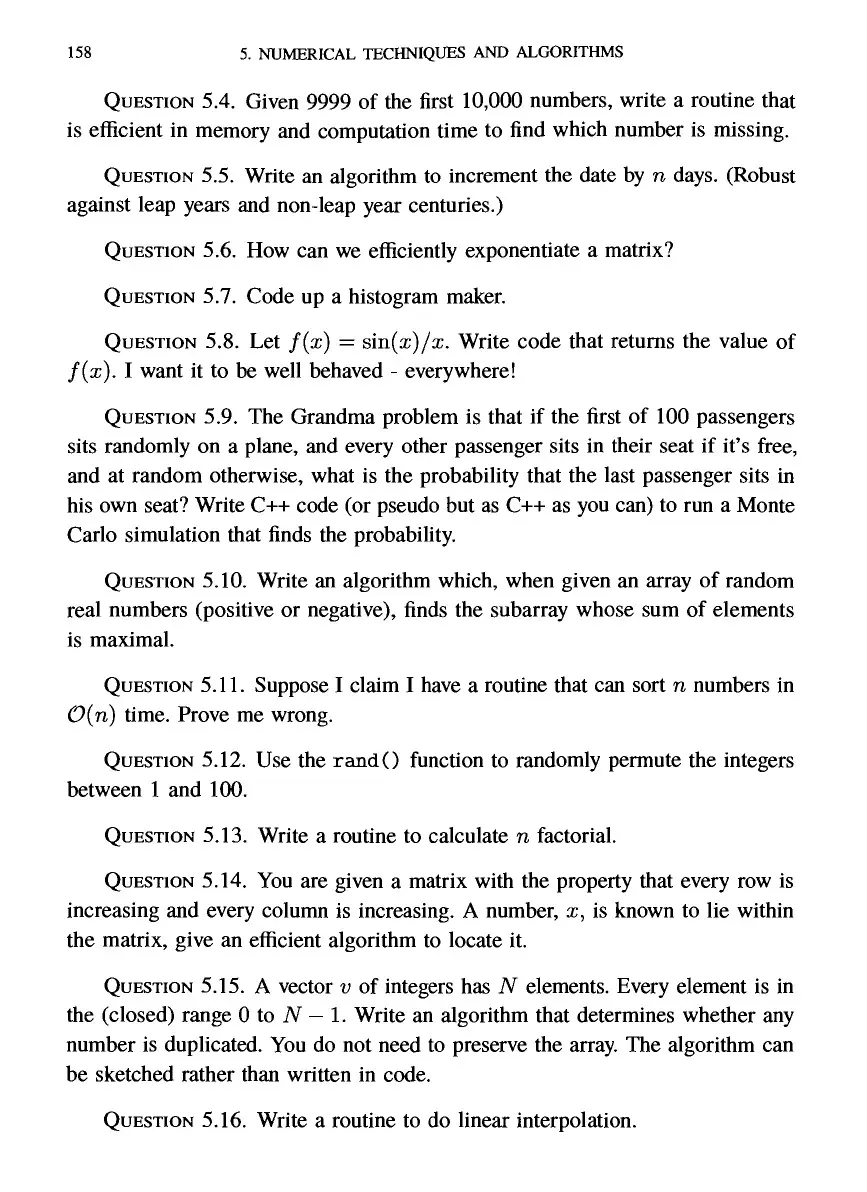 158 5. NUMERICAL TECHNIQUES AND ALGORITHMS
QUESTION 5.4. Given 9999 of the first 10,000 numbers, write a routine that
is efficient in memory and computation time to find which number is missing.
QUESTION 5.5. Write an algorithm to increment the date by n days. (Robust
against leap years and non-leap year centuries.)
QUESTION 5.6. How can we efficiently exponentiate a matrix?
QUESTION 5.7. Code up a histogram maker.
QUESTION 5.8. Let f(x) = sin(x)/x. Write code that returns the value of
f(x). I want it to be well behaved - everywhere!
QUESTION 5.9. The Grandma problem is that if the first of 100 passengers
sits randomly on a plane, and every other passenger sits in their seat if it's free,
and at random otherwise, what is the probability that the last passenger sits in
his own seat? Write C++ code (or pseudo but as C++ as you can) to run a Monte
Carlo simulation that finds the probability.
QUESTION 5.10. Write an algorithm which, when given an array of random
real numbers (positive or negative), finds the subarray whose sum of elements
is maximal.
QUESTION 5.11. Suppose I claim I have a routine that can sort n numbers in
O(n) time. Prove me wrong.
QUESTION 5.12. Use the rand() function to randomly permute the integers
between 1 and 100.
QUESTION 5.13. Write a routine to calculate n factorial.
QUESTION 5.14. You are given a matrix with the property that every row is
increasing and every column is increasing. A number, x, is known to lie within
the matrix, give an efficient algorithm to locate it.
QUESTION 5.15. A vector v of integers has N elements. Every element is in
the (closed) range 0 to N − 1. Write an algorithm that determines whether any
number is duplicated. You do not need to preserve the array. The algorithm can
be sketched rather than written in code.
QUESTION 5.16. Write a routine to do linear interpolation.